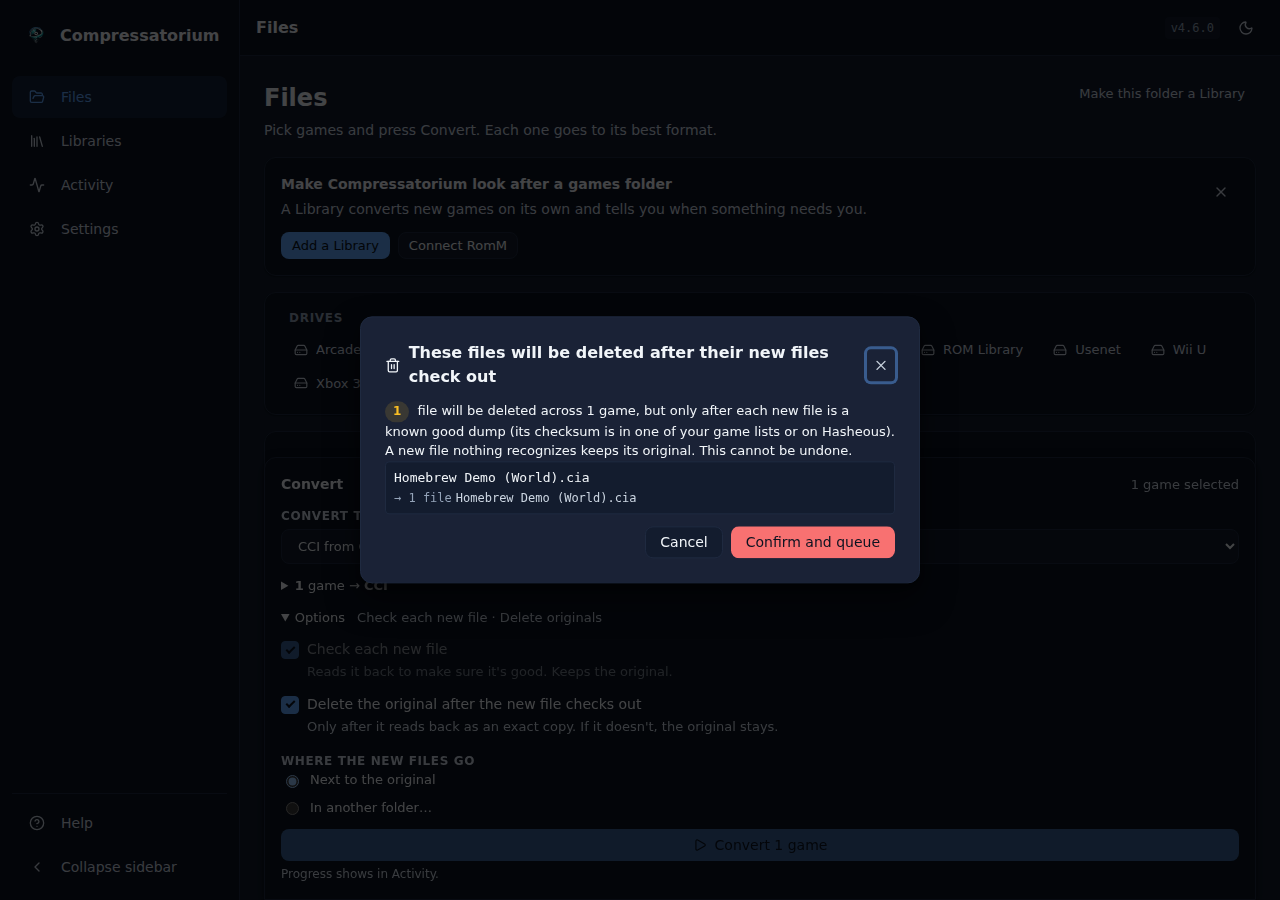 Compressatorium
Files
v4.6.0
Files
Libraries
Activity
Settings
Help
Collapse sidebar
Files
Make this folder a Library
Pick games and press Convert. Each one goes to its best format.
Make Compressatorium look after a games folder
A Library converts new games on its own and tells you when something needs you.
Add a Library
Connect RomM
DRIVES
Arcade
ROM Library
Usenet
Wii U
Xbox 3
These files will be deleted after their new files
check out
1 file will be deleted across 1 game, but only after each new file is a
known good dump (its checksum is in one of your game lists or on Hasheous).
A new file nothing recognizes keeps its original. This cannot be undone.
Homebrew Demo (World).cia
→ 1 file Homebrew Demo (World).cia
Cancel
Confirm and queue
Convert
1 game selected
CONVERT T
CCI from
1 game → CCI
Options Check each new file · Delete originals
Check each new file
Reads it back to make sure it's good. Keeps the original.
Delete the original after the new file checks out
Only after it reads back as an exact copy. If it doesn't, the original stays.
WHERE THE NEW FILES GO
Next to the original
In another folder…
Convert 1 game
Progress shows in Activity.